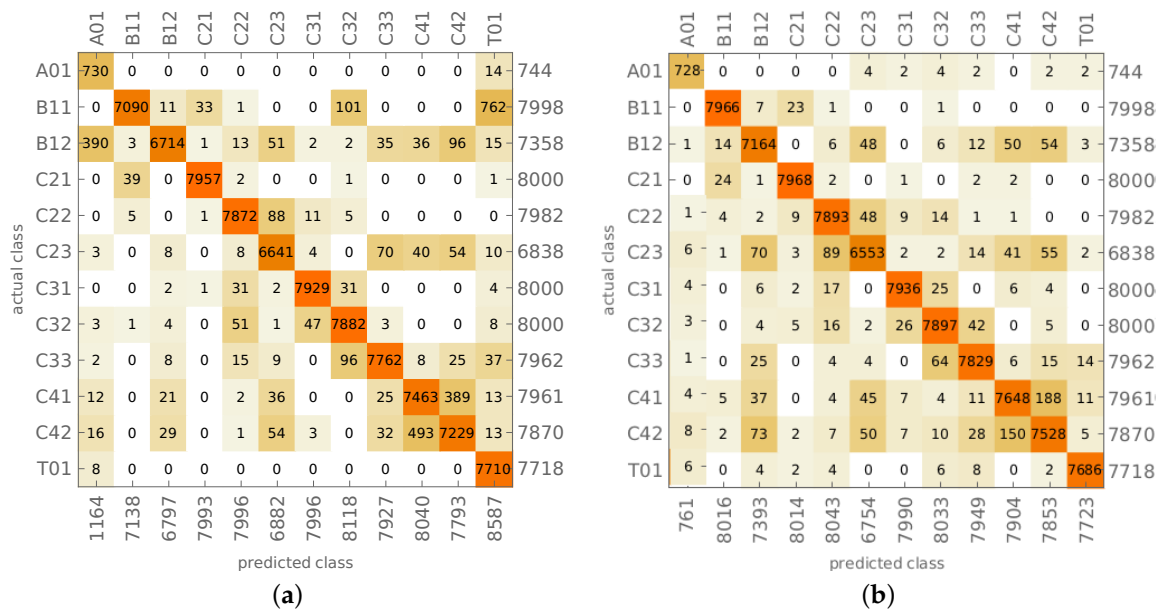 A01 B11 B12 C21 C22 C23 C31 C32 C33 C41 C42 T01
A01 730 0 0 0 0 0 0 0 0 0 0 14 744
B11 0 7090 11 33 1 0 0 101 0 0 0 762 7998
B12 390 3 6714 1 13 51 2 2 35 36 96 15 7358
C21 0 39 0 7957 2 0 0 1 0 0 0 1 8000
C22 0 5 0 1 7872 88 11 5 0 0 0 0 7982
C23 3 0 8 0 8 6641 4 0 70 40 54 10 6838
C31 0 0 2 1 31 2 7929 31 0 0 0 4 8000
C32 3 1 4 0 51 1 47 7882 3 0 0 8 8000
C33 2 0 8 0 15 9 0 96 7762 8 25 37 7962
C41 12 0 21 0 2 36 0 0 25 7463 389 13 7961
C42 16 0 29 0 1 54 3 0 32 493 7229 13 7870
T01 8 0 0 0 0 0 0 0 0 0 0 7710 7718
1164 7138 6797 7993 7996 6882 7996 8118 7927 8040 7793 8587
actual class
predicted class
(a)
A01 B11 B12 C21 C22 C23 C31 C32 C33 C41 C42 T01
A01 728 0 0 0 0 4 2 4 2 0 2 2 744
B11 0 7966 7 23 1 0 0 1 0 0 0 0 7998
B12 1 14 7164 0 6 48 0 6 12 50 54 3 7358
C21 0 24 1 7968 2 0 1 0 2 2 0 0 8000
C22 1 4 2 9 7893 48 9 14 1 1 0 0 7982
C23 6 1 70 3 89 6553 2 2 14 41 55 2 6838
C31 4 0 6 2 17 0 7936 25 0 6 4 0 8000
C32 3 0 4 5 16 2 26 7897 42 0 5 0 8000
C33 1 0 25 0 4 4 0 64 7829 6 15 14 7962
C41 4 5 37 0 4 45 7 4 11 7648 188 11 7961
C42 8 2 73 2 7 50 7 10 28 150 7528 5 7870
T01 6 0 4 2 4 0 0 6 8 0 2 7686 7718
761 8016 7393 8014 8043 6754 7990 8033 7949 7904 7853 7723
actual class
predicted class
(b)